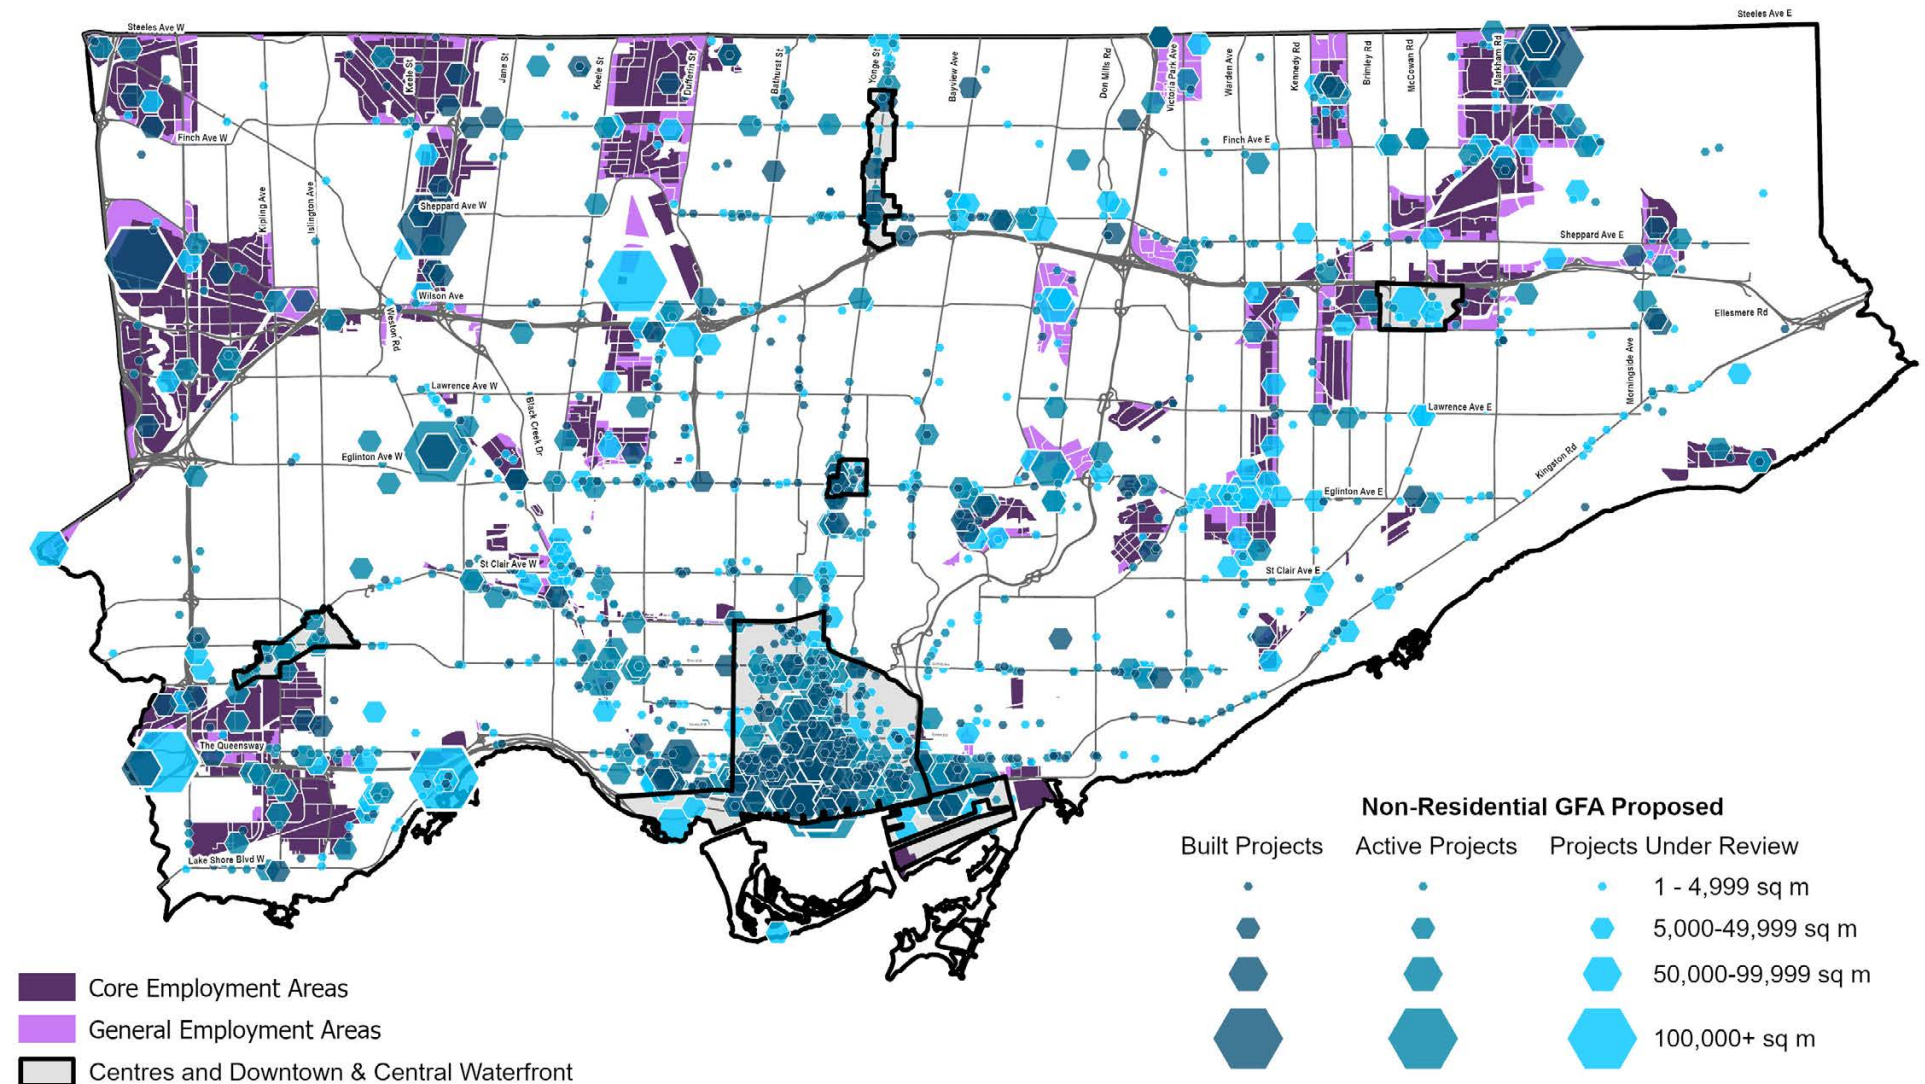 Steeles Ave W
Steeles Ave E
Keele St
Jane St
Keele St
Dufferin St
Bathurst St
Yonge St
Bayview Ave
Don Mills Rd
Victoria Park Ave
Warden Ave
Kennedy Rd
Brimley Rd
McCowan Rd
Markham Rd
Finch Ave W
Finch Ave E
Kipling Ave
Islington Ave
Sheppard Ave W
Sheppard Ave E
Wilson Ave
Weston Rd
Ellesmere Rd
Morningside Ave
Lawrence Ave W
Lawrence Ave E
Black Creek Dr
Eglinton Ave W
Eglinton Ave E
Kingston Rd
St Clair Ave W
St Clair Ave E
The Queensway
Lake Shore Blvd W
Non-Residential GFA Proposed
Built Projects Active Projects Projects Under Review
1 - 4,999 sq m
5,000-49,999 sq m
50,000-99,999 sq m
100,000+ sq m
Core Employment Areas
General Employment Areas
Centres and Downtown & Central Waterfront